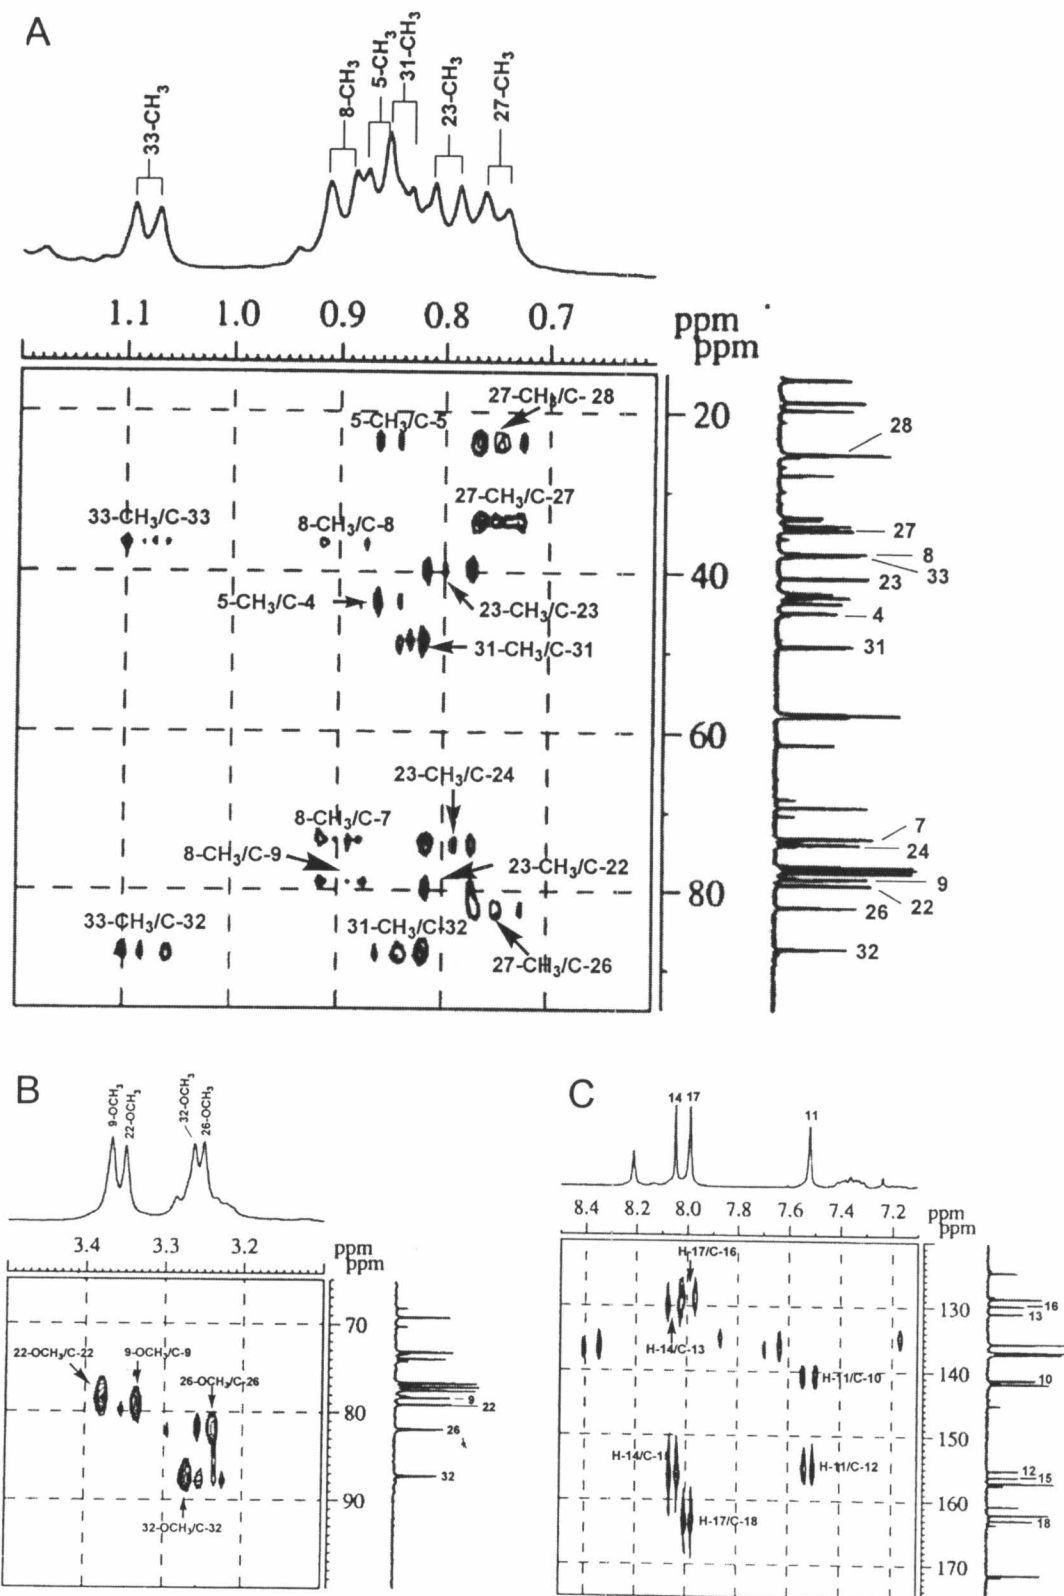 A
33-CH3
8-CH3
5-CH3
31-CH3
23-CH3
27-CH3
1.1 1.0 0.9 0.8 0.7 ppm
ppm
27-CH3/C- 28
5-CH3/C-5
20
28
27-CH3/C-27
33-CH3/C-33
8-CH3/C-8
27
8
33
40
23
5-CH3/C-4
23-CH3/C-23
4
31-CH3/C-31
31
60
23-CH3/C-24
8-CH3/C-7
7
8-CH3/C-9
23-CH3/C-22
24
80
9
22
26
33-CH3/C-32
31-CH3/C-32
27-CH3/C-26
32
B
9-OCH3
22-OCH3
32-OCH3
26-OCH3
3.4 3.3 3.2 ppm
ppm
70
22-OCH3/C-22
9-OCH3/C-9
26-OCH3/C-26
80
9
22
26
32
90
32-OCH3/C-32
C
14 17
11
8.4 8.2 8.0 7.8 7.6 7.4 7.2 ppm
ppm
H-17/C-16
130
16
13
H-14/C-13
140
H-11/C-10
10
150
H-11/C-12
12
15
160
H-17/C-18
18
170